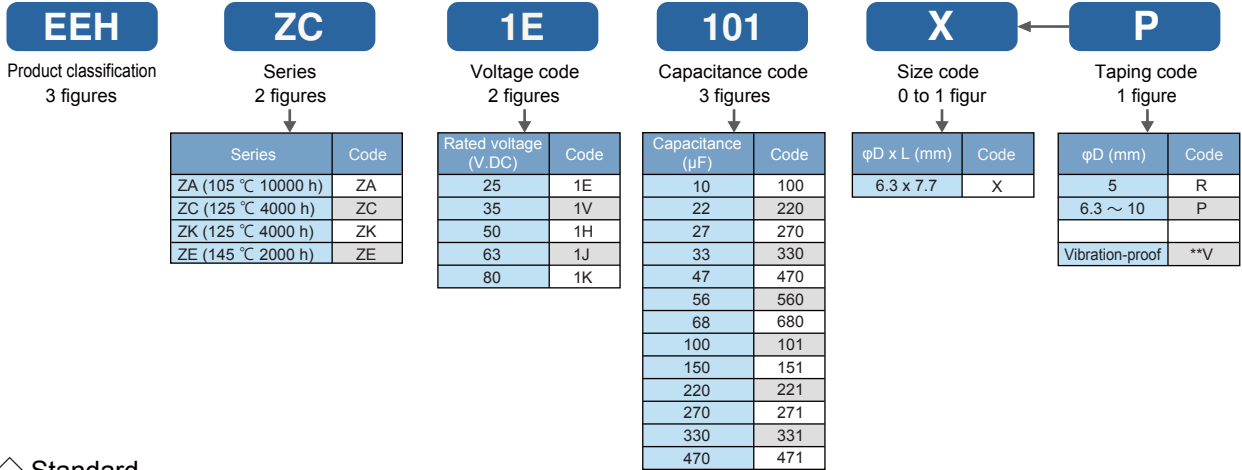 EEH ZC 1E 101 X P
Product classification Series Voltage code Capacitance code Size code Taping code
3 figures 2 figures 2 figures 3 figures 0 to 1 figur 1 figure
Series Code
ZA (105 ℃ 10000 h) ZA
ZC (125 ℃ 4000 h) ZC
ZK (125 ℃ 4000 h) ZK
ZE (145 ℃ 2000 h) ZE
Rated voltage
(V.DC) Code
25 1E
35 1V
50 1H
63 1J
80 1K
Capacitance
(µF) Code
10 100
22 220
27 270
33 330
47 470
56 560
68 680
100 101
150 151
220 221
270 271
330 331
470 471
φD x L (mm) Code
6.3 x 7.7 X
φD (mm) Code
5 R
6.3 ~ 10 P
Vibration-proof **V
Standard